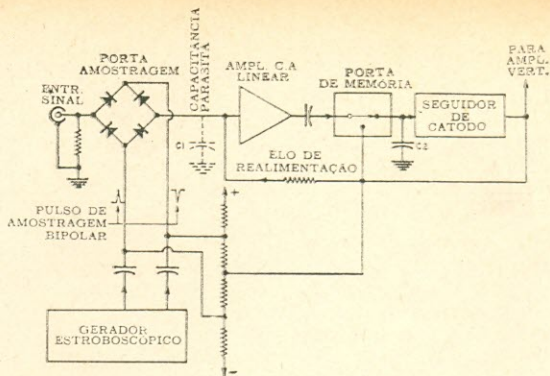 PORTA
AMOSTRAGEM
ENTR.
SINAL
CAPACITÂNCIA
PARASITA
AMPL. C.A.
LINEAR
PORTA
DE MEMÓRIA
PARA
AMPL.
VERT.
SEGUIDOR
DE
CATODO
C1
C2
ELO DE
REALIMENTAÇÃO
PULSO DE
AMOSTRAGEM
BIPOLAR
+
GERADOR
ESTROBOSCÓPICO
-